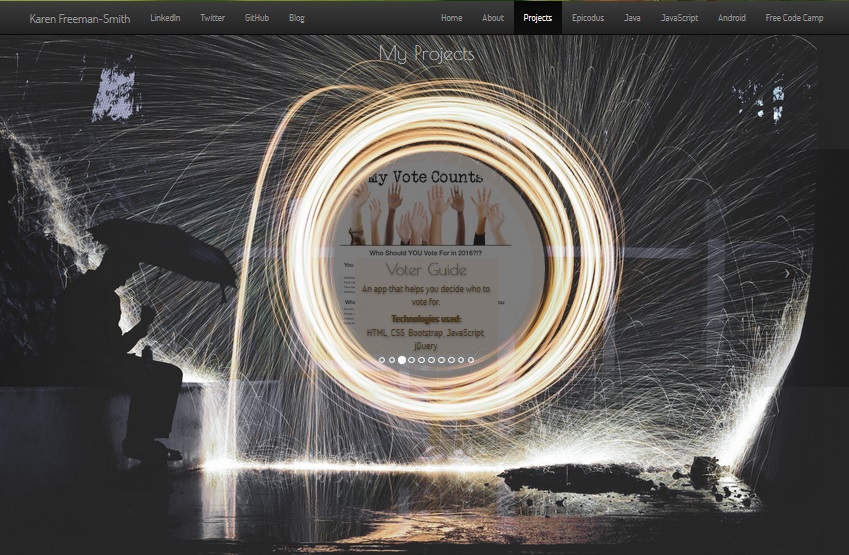 Karen Freeman-Smith LinkedIn Twitter GitHub Blog Home About Projects Epicodus Java JavaScript Android Free Code Camp
My Projects
My Vote Counts
Who Should YOU Vote For in 2016?!?
You
Voter Guide
An app that helps you decide who to
vote for.
Technologies used:
HTML, CSS, Bootstrap, JavaScript,
jQuery